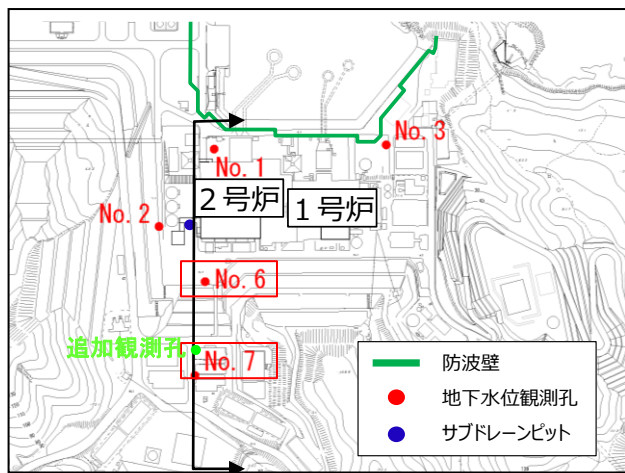 No.3
No.1
２号炉
１号炉
No.2
No.6
追加観測孔
No.7
防波壁
地下水位観測孔
サブドレーンピット